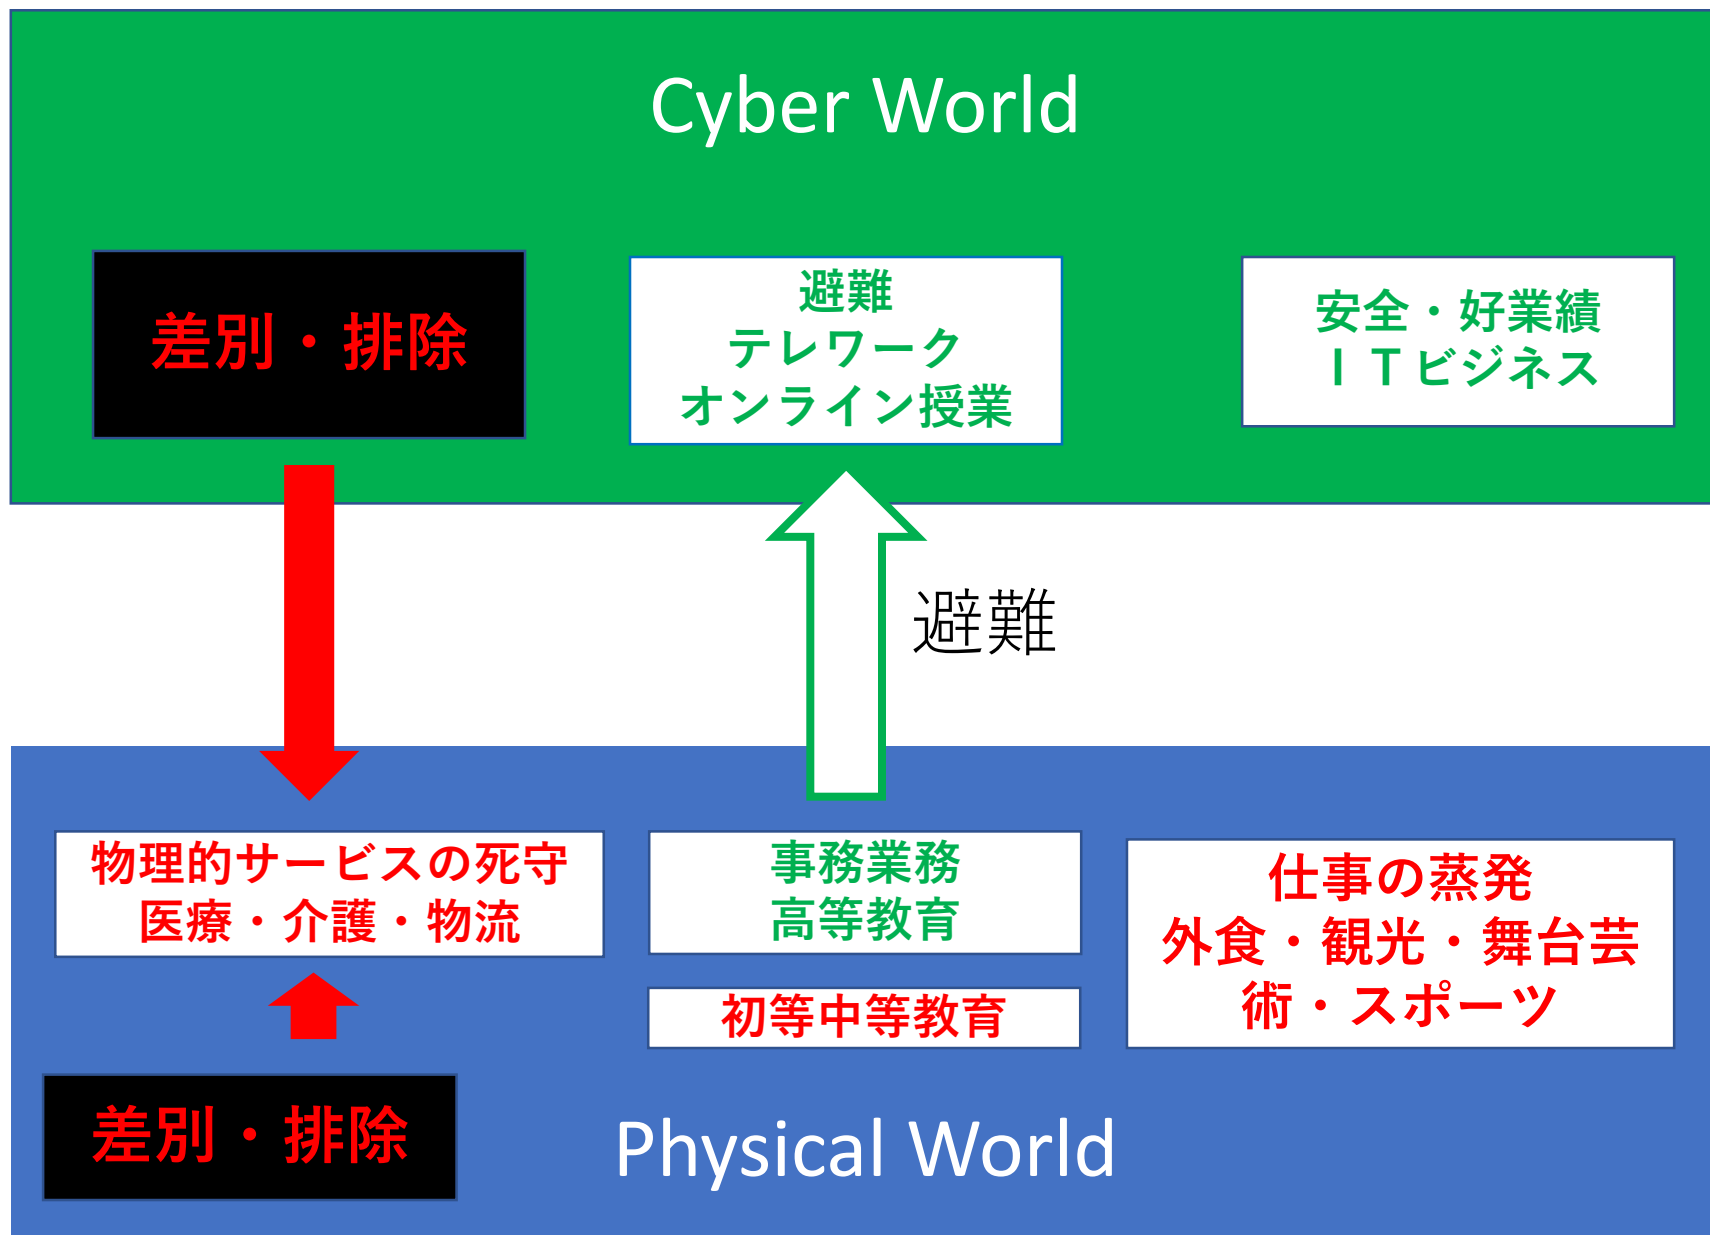 Cyber World
差別・排除
避難
テレワーク
オンライン授業
安全・好業績
ＩＴビジネス
避難
物理的サービスの死守
医療・介護・物流
事務業務
高等教育
初等中等教育
仕事の蒸発
外食・観光・舞台芸
術・スポーツ
差別・排除
Physical World